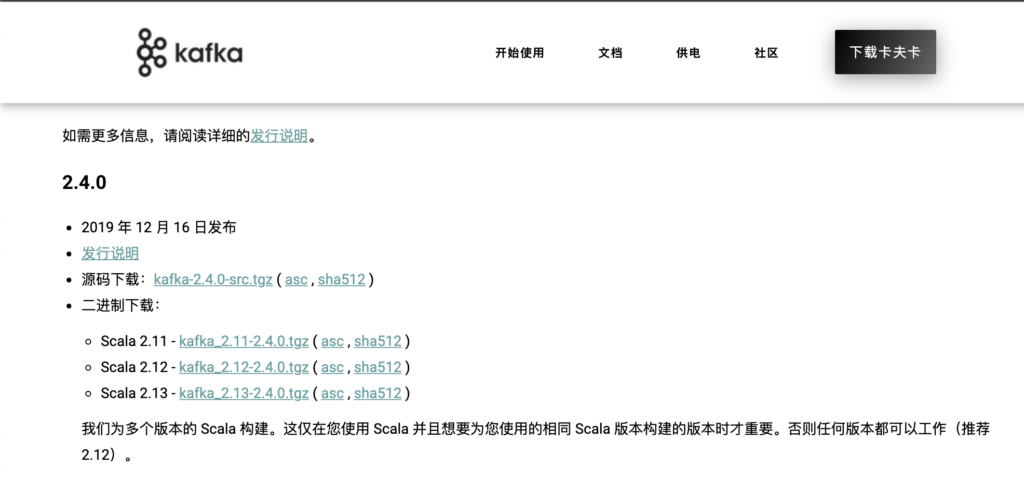 kafka
开始使用
文档
供电
社区
下载卡夫卡
如需更多信息，请阅读详细的发行说明。
2.4.0
2019 年 12 月 16 日发布
发行说明
源码下载：kafka-2.4.0-src.tgz ( asc , sha512 )
二进制下载：
Scala 2.11 - kafka_2.11-2.4.0.tgz ( asc , sha512 )
Scala 2.12 - kafka_2.12-2.4.0.tgz ( asc , sha512 )
Scala 2.13 - kafka_2.13-2.4.0.tgz ( asc , sha512 )
我们为多个版本的 Scala 构建。这仅在您使用 Scala 并且想要为您使用的相同 Scala 版本构建的版本时才重要。否则任何版本都可以工作（推荐
2.12）。